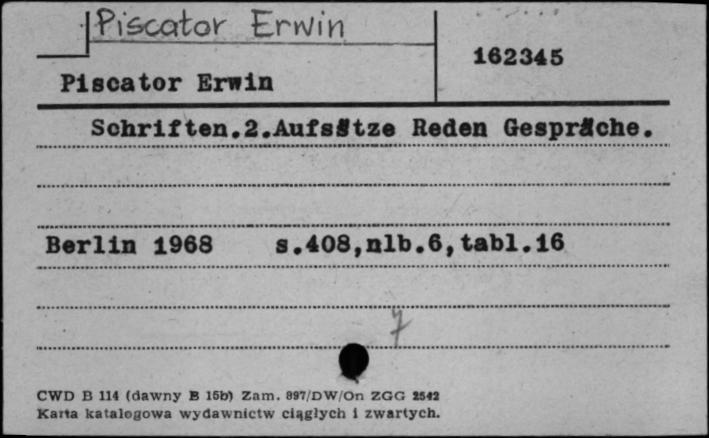 Piscator Erwin
162345
Piscator Erwin
Schriften.2.Aufsätze Reden Gespräche.
Berlin 1968 s.408,nlb.6,tabl.16
7
CWD B 114 (dawny B 15b) Zam. 897/DW/On ZGG 2542
Karta katalogowa wydawnictw ciągłych i zwartych.